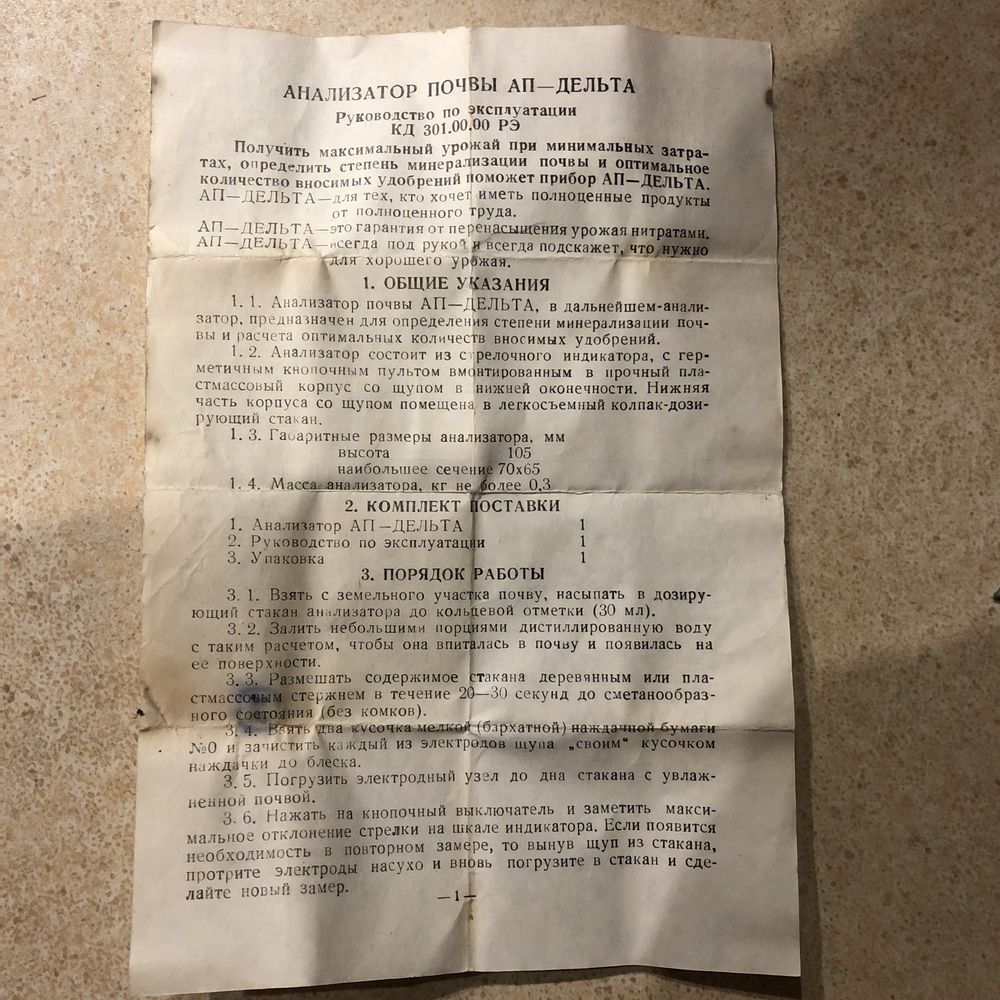 АНАЛИЗАТОР ПОЧВЫ АП—ДЕЛЬТА
Руководство по эксплуатации
КД 301.00.00 РЭ
Получить максимальный урожай при минимальных затра-
тах, определить степень минерализации почвы и оптимальное
количество вносимых удобрений поможет прибор АП—ДЕЛЬТА.
АП—ДЕЛЬТА—для тех, кто хочет иметь полноценные продукты
от полноценного труда.
АП—ДЕЛЬТА—это гарантия от перенасыщения урожая нитратами.
АП—ДЕЛЬТА—всегда под рукой и всегда подскажет, что нужно
для хорошего урожая.
1. ОБЩИЕ УКАЗАНИЯ
1. 1. Анализатор почвы АП—ДЕЛЬТА, в дальнейшем-анали-
затор, предназначен для определения степени минерализации поч-
вы и расчета оптимальных количеств вносимых удобрений.
1. 2. Анализатор состоит из стрелочного индикатора, с гер-
метичным кнопочным пультом вмонтированным в прочный пла-
стмассовый корпус со щупом в нижней оконечности. Нижняя
часть корпуса со щупом помещена в легкосъемный колпак-дози-
рующий стакан.
1. 3. Габаритные размеры анализатора, мм
высота 105
наибольшее сечение 70х65
1. 4. Масса анализатора, кг не более 0,3
2. КОМПЛЕКТ ПОСТАВКИ
1. Анализатор АП—ДЕЛЬТА 1
2. Руководство по эксплуатации 1
3. Упаковка 1
3. ПОРЯДОК РАБОТЫ
3. 1. Взять с земельного участка почву, насыпать в дозиру-
ющий стакан анализатора до кольцевой отметки (30 мл).
3. 2. Залить небольшими порциями дистиллированную воду
с таким расчетом, чтобы она впиталась в почву и появилась на
ее поверхности.
3. 3. Размешать содержимое стакана деревянным или пла-
стмассовым стержнем в течение 20—30 секунд до сметанообраз-
ного состояния (без комков).
3. 4. Взять два кусочка мелкой (бархатной) наждачной бумаги
№0 и зачистить каждый из электродов щупа „своим“ кусочком
наждачки до блеска.
3. 5. Погрузить электродный узел до дна стакана с увлаж-
ненной почвой.
3. 6. Нажать на кнопочный выключатель и заметить макси-
мальное отклонение стрелки на шкале индикатора. Если появится
необходимость в повторном замере, то вынув щуп из стакана,
протрите электроды насухо и вновь погрузите в стакан и сде-
лайте новый замер.
—1—